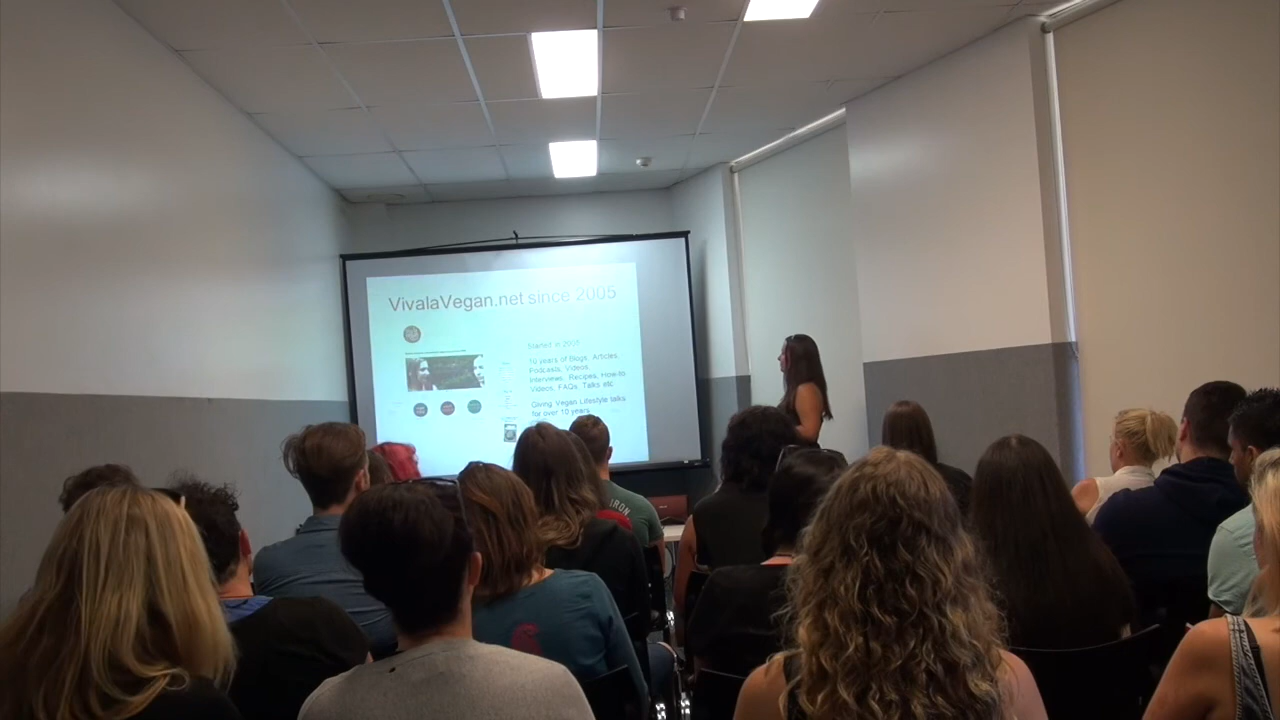 VivalaVegan.net since 2005
Started in 2005
10 years of Blogs, Articles,
Podcasts, Videos,
Interviews, Recipes, How-to
Videos, FAQs, Talks etc
Giving Vegan Lifestyle talks
for over 10 years
IRON